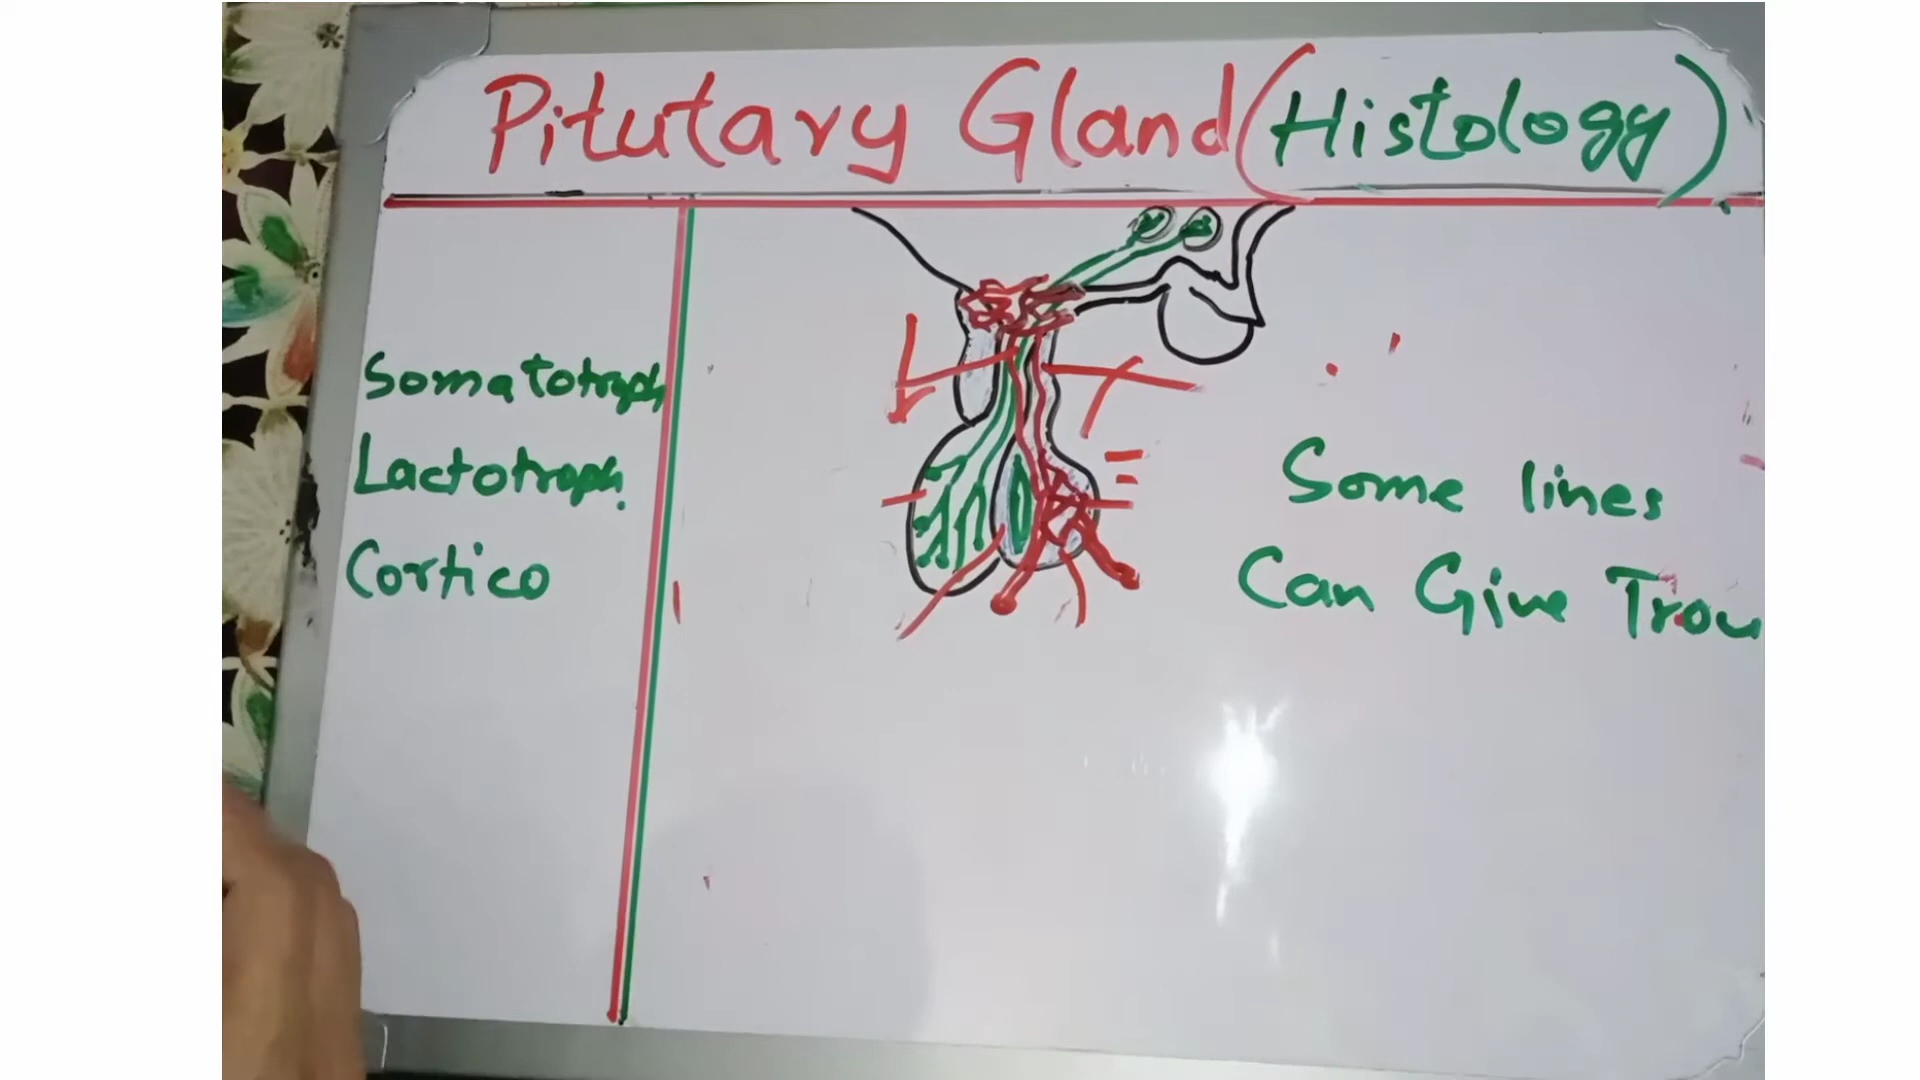 Pitutary Gland (Histology)
Somatotroph
Lactotroph
Cortico
Some lines
Can Give Trou